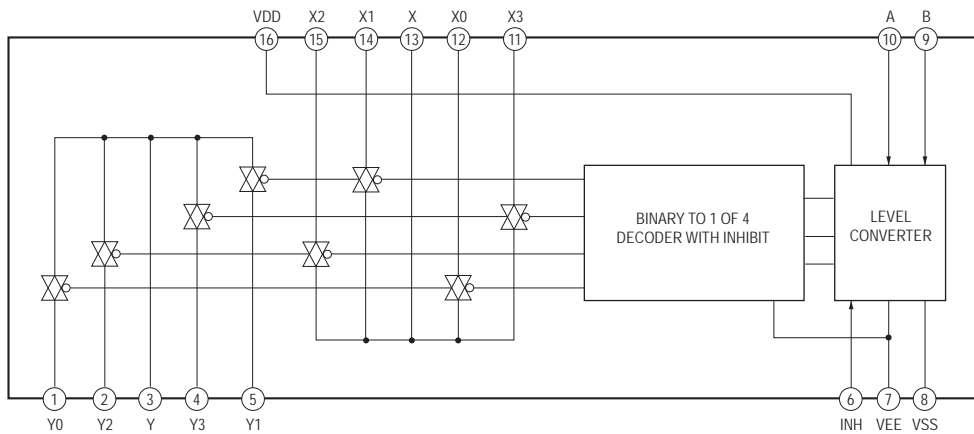 VDD X2 X1 X X0 X3 A B
16 15 14 13 12 11 10 9
BINARY TO 1 OF 4
DECODER WITH INHIBIT
LEVEL
CONVERTER
1 2 3 4 5 6 7 8
Y0 Y2 Y Y3 Y1 INH VEE VSS